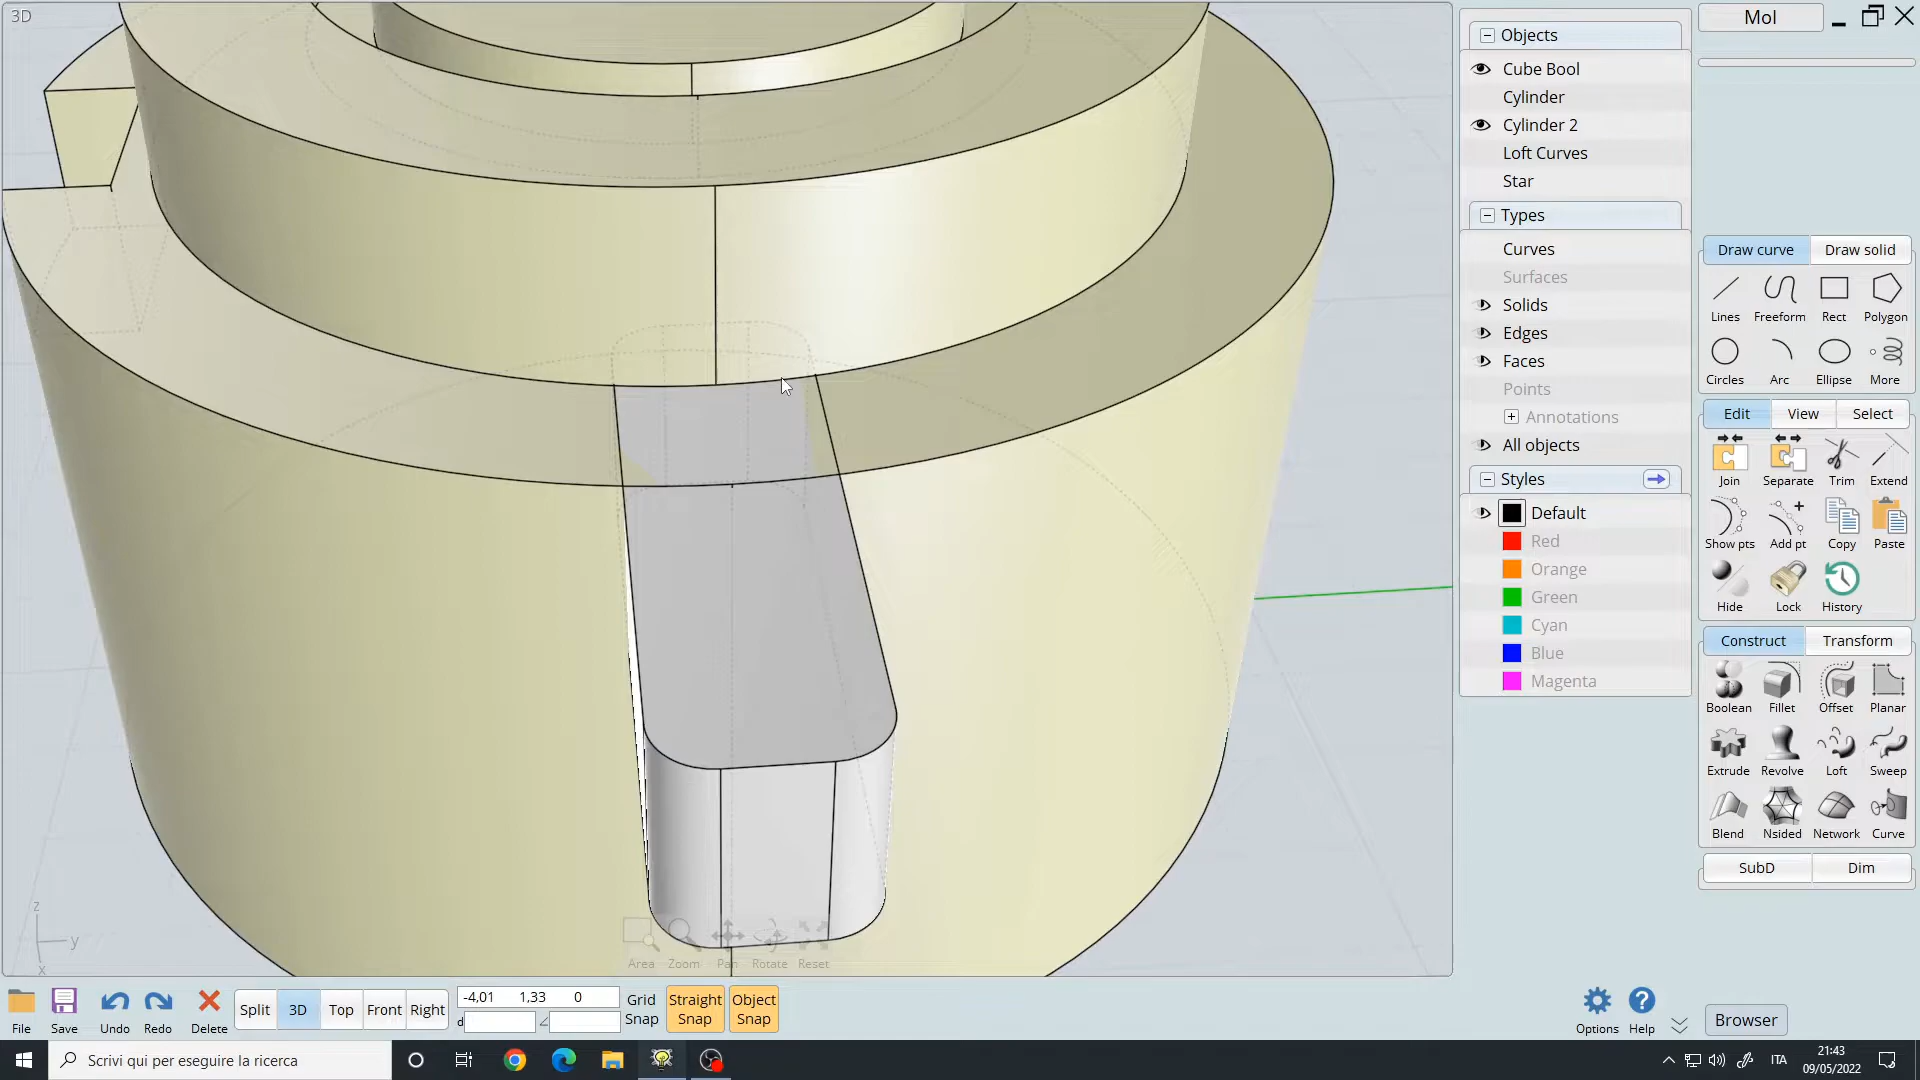 3D
MoI
Objects
Cube Bool
Cylinder
Cylinder 2
Loft Curves
Star
Types
Curves
Surfaces
Solids
Edges
Faces
Points
Annotations
All objects
Styles
Default
Red
Orange
Green
Cyan
Blue
Magenta
Draw curve
Draw solid
Lines
Freeform
Rect
Polygon
Circles
Arc
Ellipse
More
Edit
View
Select
Join
Separate
Trim
Extend
Show pts
Add pt
Copy
Paste
Hide
Lock
History
Construct
Transform
Boolean
Fillet
Offset
Planar
Extrude
Revolve
Loft
Sweep
Blend
Nsided
Network
Curve
SubD
Dim
z
y
x
Area
Zoom
Pan
Rotate
Reset
File
Save
Undo
Redo
Delete
Split
3D
Top
Front
Right
-4,01 1,33 0
d
Grid
Snap
Straight
Snap
Object
Snap
Options
Help
Browser
Scrivi qui per eseguire la ricerca
ITA
21:43
09/05/2022